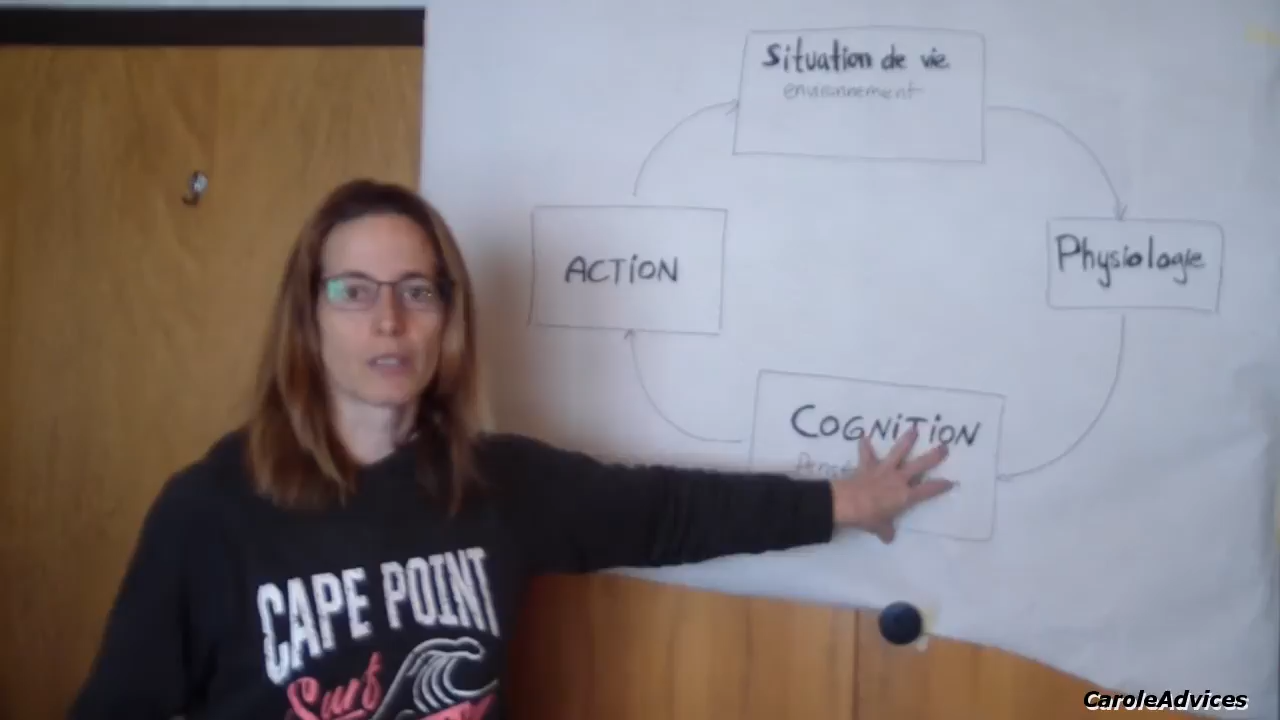 Situation de vie
environnement
ACTION
Physiologie
COGNITION
CAPE POINT
Surf
CaroleAdvices